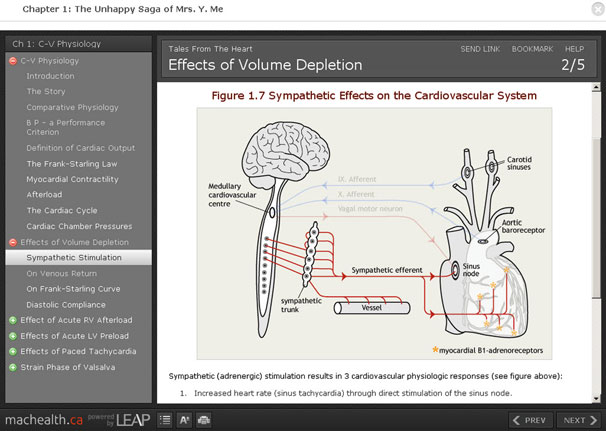 Chapter 1: The Unhappy Saga of Mrs. Y. Me
Ch 1: C-V Physiology
C-V Physiology
Introduction
The Story
Comparative Physiology
B P - a Performance
Criterion
Definition of Cardiac Output
The Frank-Starling Law
Myocardial Contractility
Afterload
The Cardiac Cycle
Cardiac Chamber Pressures
Effects of Volume Depletion
Sympathetic Stimulation
On Venous Return
On Frank-Starling Curve
Diastolic Compliance
Effect of Acute RV Afterload
Effects of Acute LV Preload
Effects of Paced Tachycardia
Strain Phase of Valsalva
Tales From The Heart
SEND LINK BOOKMARK HELP
Effects of Volume Depletion
2/5
Figure 1.7 Sympathetic Effects on the Cardiovascular System
Medullary
cardiovascular
centre
IX. Afferent
X. Afferent
Vagal motor neuron
Carotid
sinuses
Aortic
baroreceptor
Sinus
node
Sympathetic efferent
sympathetic
trunk
Vessel
*myocardial B1-adrenoreceptors
Sympathetic (adrenergic) stimulation results in 3 cardiovascular physiologic responses (see figure above):
1. Increased heart rate (sinus tachycardia) through direct stimulation of the sinus node.
machealth.ca powered by LEAP
A+
PREV
NEXT